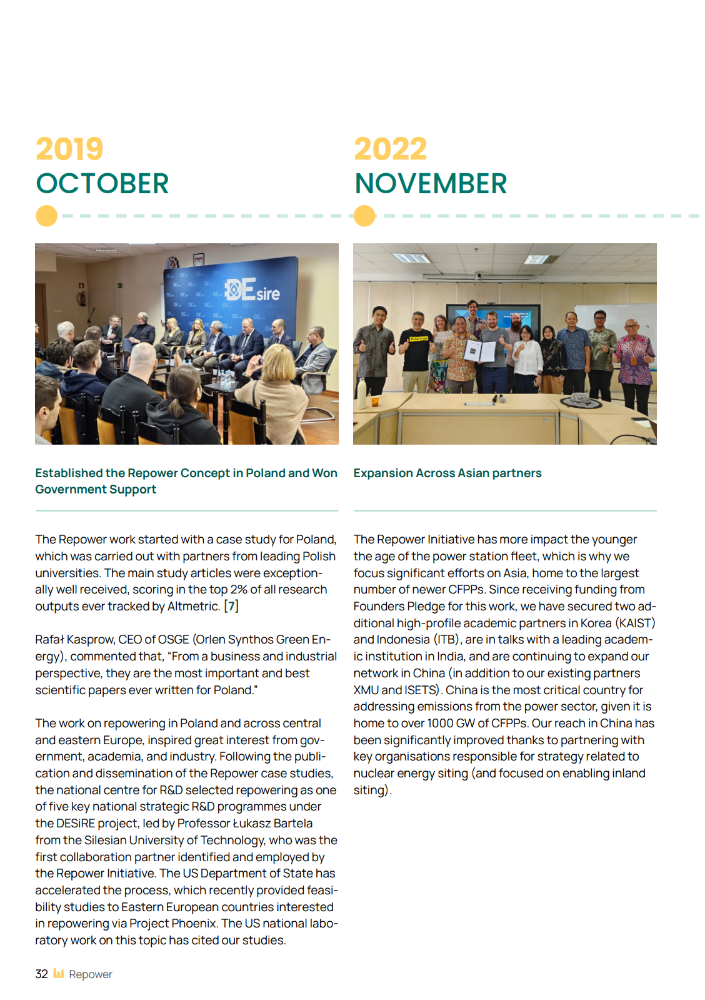 2019
OCTOBER
2022
NOVEMBER
DEsire
Established the Repower Concept in Poland and Won
Government Support
The Repower work started with a case study for Poland,
which was carried out with partners from leading Polish
universities. The main study articles were exception-
ally well received, scoring in the top 2% of all research
outputs ever tracked by Altmetric. [7]
Rafał Kasprow, CEO of OSGE (Orlen Synthos Green En-
ergy), commented that, “From a business and industrial
perspective, they are the most important and best
scientific papers ever written for Poland.”
The work on repowering in Poland and across central
and eastern Europe, inspired great interest from gov-
ernment, academia, and industry. Following the publi-
cation and dissemination of the Repower case studies,
the national centre for R&D selected repowering as one
of five key national strategic R&D programmes under
the DESiRE project, led by Professor Łukasz Bartela
from the Silesian University of Technology, who was the
first collaboration partner identified and employed by
the Repower Initiative. The US Department of State has
accelerated the process, which recently provided feasi-
bility studies to Eastern European countries interested
in repowering via Project Phoenix. The US national labo-
ratory work on this topic has cited our studies.
Expansion Across Asian partners
The Repower Initiative has more impact the younger
the age of the power station fleet, which is why we
focus significant efforts on Asia, home to the largest
number of newer CFPPs. Since receiving funding from
Founders Pledge for this work, we have secured two ad-
ditional high-profile academic partners in Korea (KAIST)
and Indonesia (ITB), are in talks with a leading academ-
ic institution in India, and are continuing to expand our
network in China (in addition to our existing partners
XMU and ISETS). China is the most critical country for
addressing emissions from the power sector, given it is
home to over 1000 GW of CFPPs. Our reach in China has
been significantly improved thanks to partnering with
key organisations responsible for strategy related to
nuclear energy siting (and focused on enabling inland
siting).
32 Repower